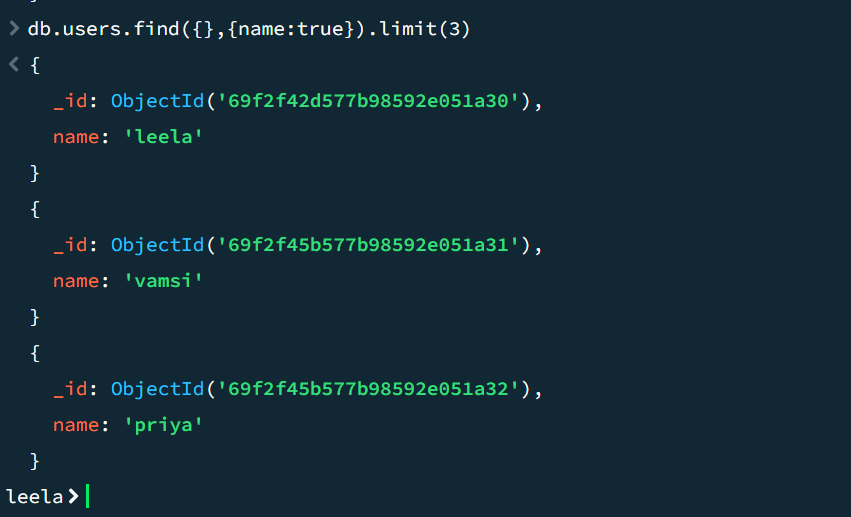 > db.users.find({},{name:true}).limit(3)
< {
_id: ObjectId('69f2f42d577b98592e051a30'),
name: 'leela'
}
{
_id: ObjectId('69f2f45b577b98592e051a31'),
name: 'vamsi'
}
{
_id: ObjectId('69f2f45b577b98592e051a32'),
name: 'priya'
}
leela>